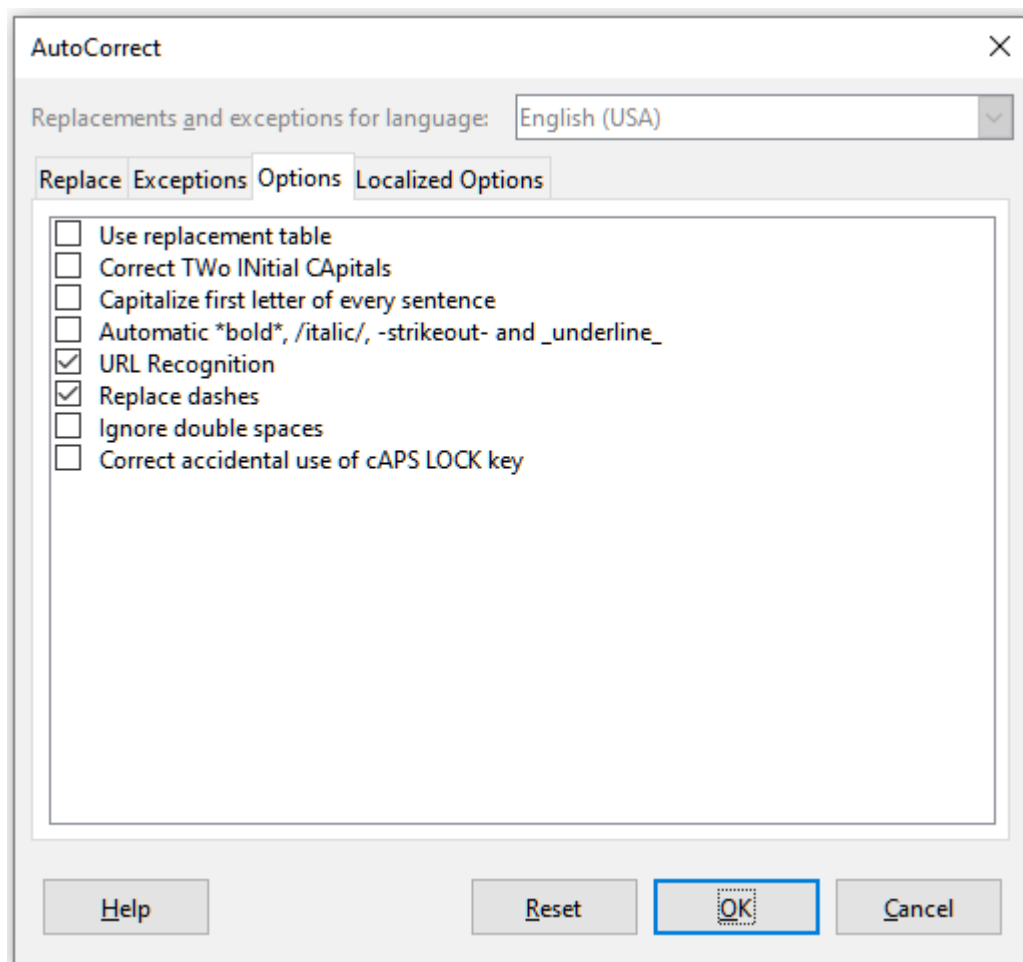 AutoCorrect
Replacements and exceptions for language: English (USA)
Replace Exceptions Options Localized Options
Use replacement table
Correct TWo INitial CApitals
Capitalize first letter of every sentence
Automatic *bold*, /italic/, -strikeout- and _underline_
URL Recognition
Replace dashes
Ignore double spaces
Correct accidental use of cAPS LOCK key
Help Reset OK Cancel